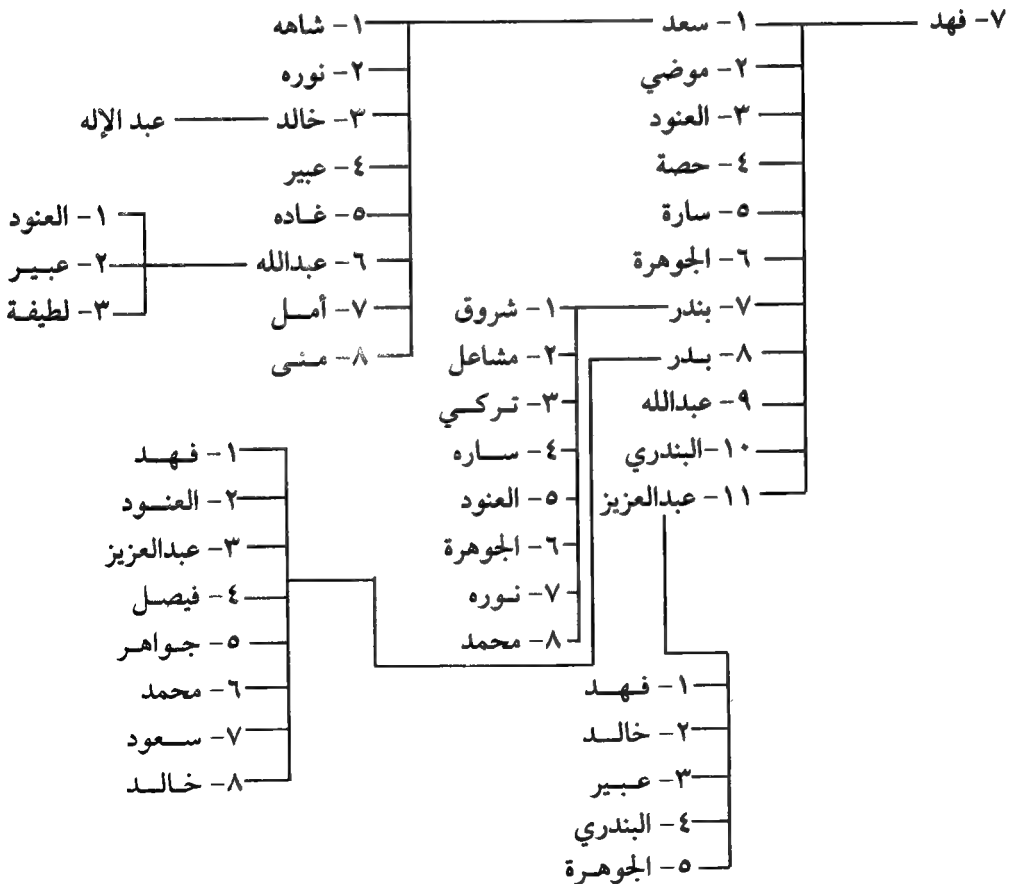 ٧- فهد
١- سعد
٢- موضي
٣- العنود
٤- حصة
٥- سارة
٦- الجوهرة
٧- بندر
٨- بدر
٩- عبدالله
١٠- البندري
١١- عبدالعزيز
١- شاهه
٢- نوره
٣- خالد
٤- عبير
٥- غاده
٦- عبدالله
٧- أمل
٨- منى
عبد الإله
١- العنود
٢- عبير
٣- لطيفة
١- شروق
٢- مشاعل
٣- تركي
٤- ساره
٥- العنود
٦- الجوهرة
٧- نوره
٨- محمد
١- فهد
٢- العنود
٣- عبدالعزيز
٤- فيصل
٥- جواهر
٦- محمد
٧- سعود
٨- خالد
١- فهد
٢- خالد
٣- عبير
٤- البندري
٥- الجوهرة